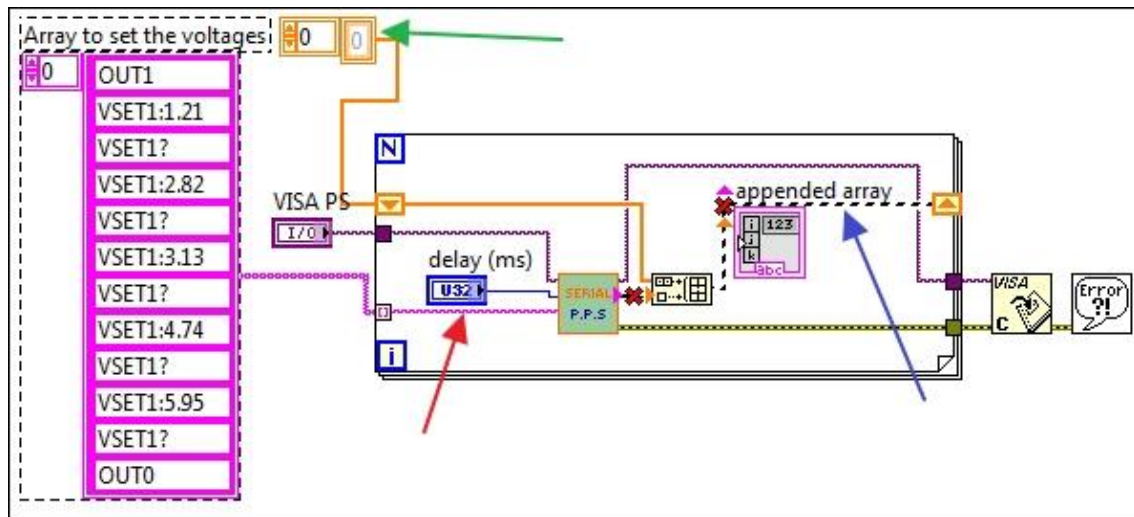 Array to set the voltages
0
0
0
OUT1
VSET1:1.21
VSET1?
VSET1:2.82
VSET1?
VSET1:3.13
VSET1?
VSET1:4.74
VSET1?
VSET1:5.95
VSET1?
OUT0
VISA PS
I/O
N
delay (ms)
U32
SERIAL
P.P.S
appended array
i 123
j
k
abc
i
VISA
C
Error
?!